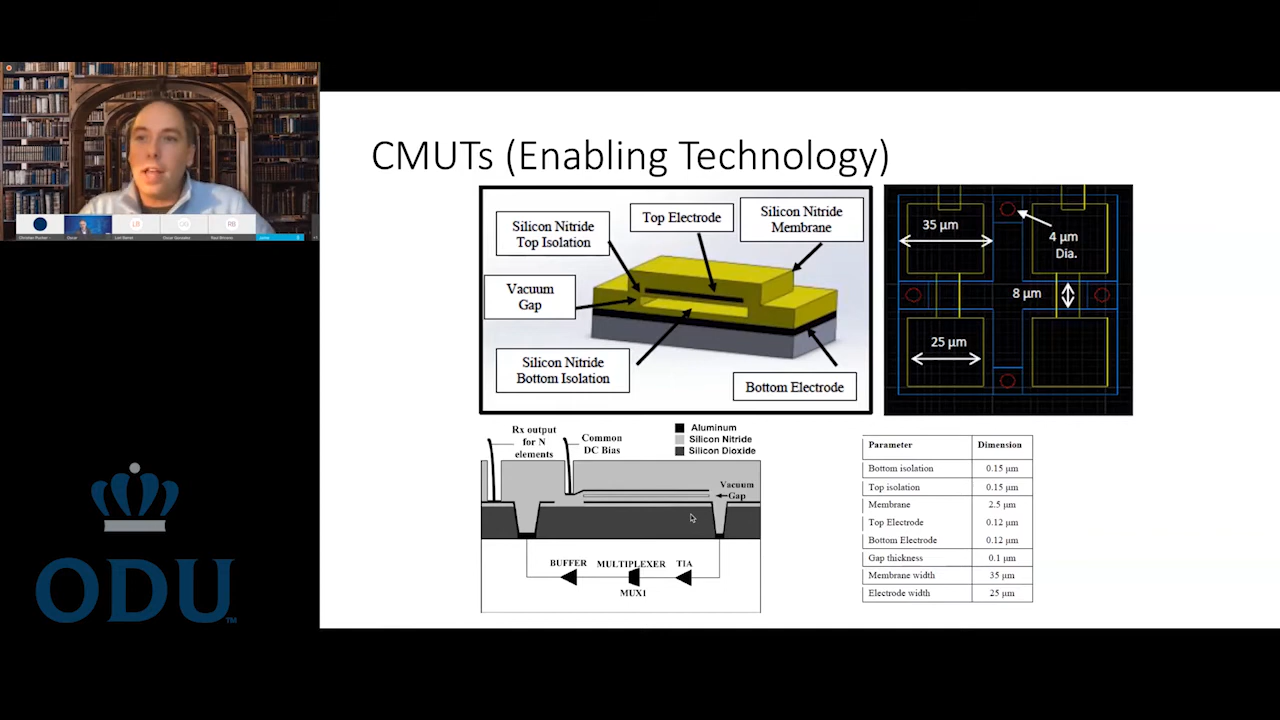 CMUTs (Enabling Technology)
Silicon Nitride
Top Isolation
Top Electrode
Silicon Nitride
Membrane
Vacuum
Gap
Silicon Nitride
Bottom Isolation
Bottom Electrode
35 μm
4 μm
Dia.
8 μm
25 μm
Rx output
for N
elements
Common
DC Bias
Aluminum
Silicon Nitride
Silicon Dioxide
Vacuum
Gap
BUFFER
MULTIPLEXER
TIA
MUX1
Parameter Dimension
Bottom isolation 0.15 μm
Top isolation 0.15 μm
Membrane 2.5 μm
Top Electrode 0.12 μm
Bottom Electrode 0.12 μm
Gap thickness 0.1 μm
Membrane width 35 μm
Electrode width 25 μm
LB
RB
ODU
TM